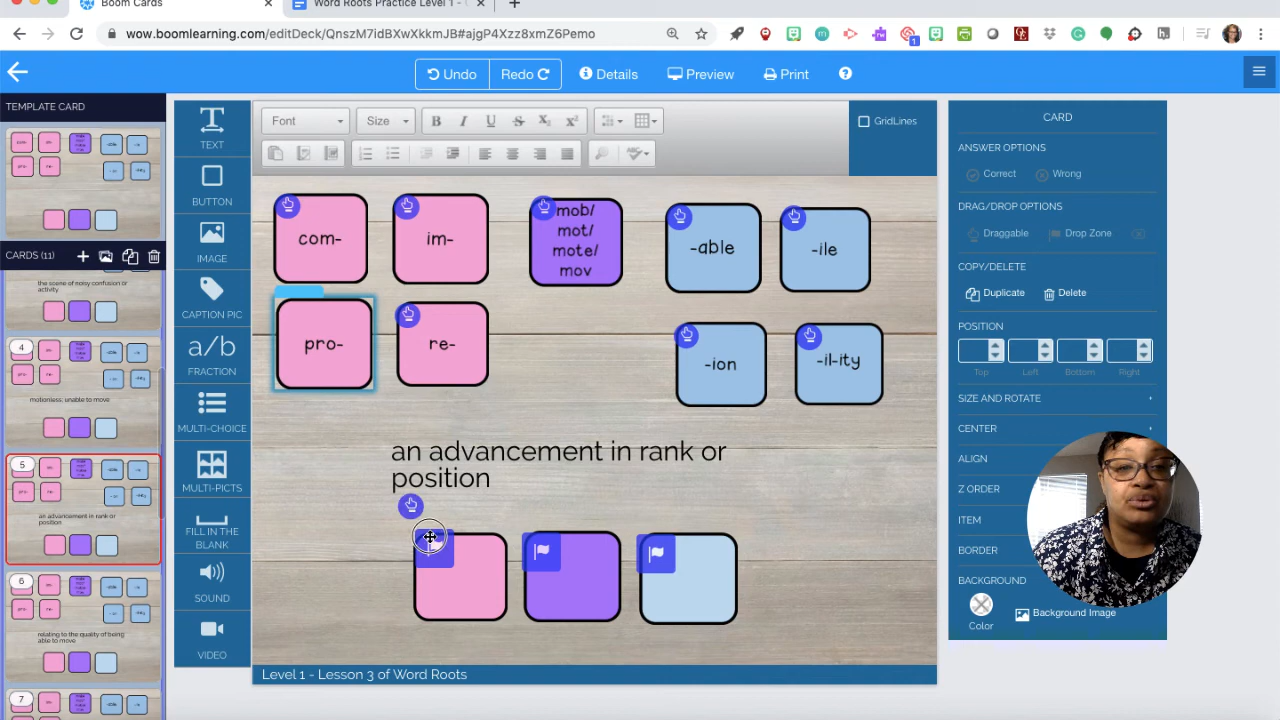 Boom Cards
Word Roots Practice Level 1 -
wow.boomlearning.com/editDeck/QnszM7idBXwXkkmJB#ajgP4Xzz8xmZ6Pemo
1
Undo
Redo
Details
Preview
Print
TEMPLATE CARD
CARDS (11)
the scene of noisy confusion or
activity
4
motionless; unable to move
5
an advancement in rank or
position
6
relating to the quality of being
able to move
7
TEXT
BUTTON
IMAGE
CAPTION PIC
a/b
FRACTION
MULTI-CHOICE
MULTI-PICTS
FILL IN THE
BLANK
SOUND
VIDEO
Font
Size
B I U S X₂ X²
GridLines
com-
im-
mob/
mot/
mote/
mov
-able
-ile
pro-
re-
-ion
-il-ity
an advancement in rank or
position
Level 1 - Lesson 3 of Word Roots
CARD
ANSWER OPTIONS
Correct
Wrong
DRAG/DROP OPTIONS
Draggable
Drop Zone
COPY/DELETE
Duplicate
Delete
POSITION
Top
Left
Bottom
Right
SIZE AND ROTATE
CENTER
ALIGN
Z ORDER
ITEM
BORDER
BACKGROUND
Color
Background Image